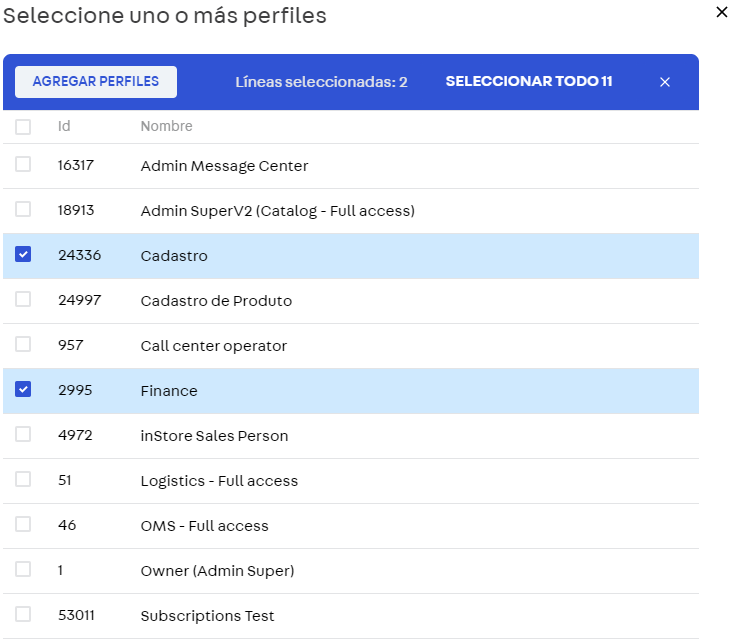 Seleccione uno o más perfiles
AGREGAR PERFILES Líneas seleccionadas: 2 SELECCIONAR TODO 11
Id Nombre
16317 Admin Message Center
18913 Admin SuperV2 (Catalog - Full access)
24336 Cadastro
24997 Cadastro de Produto
957 Call center operator
2995 Finance
4972 inStore Sales Person
51 Logistics - Full access
46 OMS - Full access
1 Owner (Admin Super)
53011 Subscriptions Test